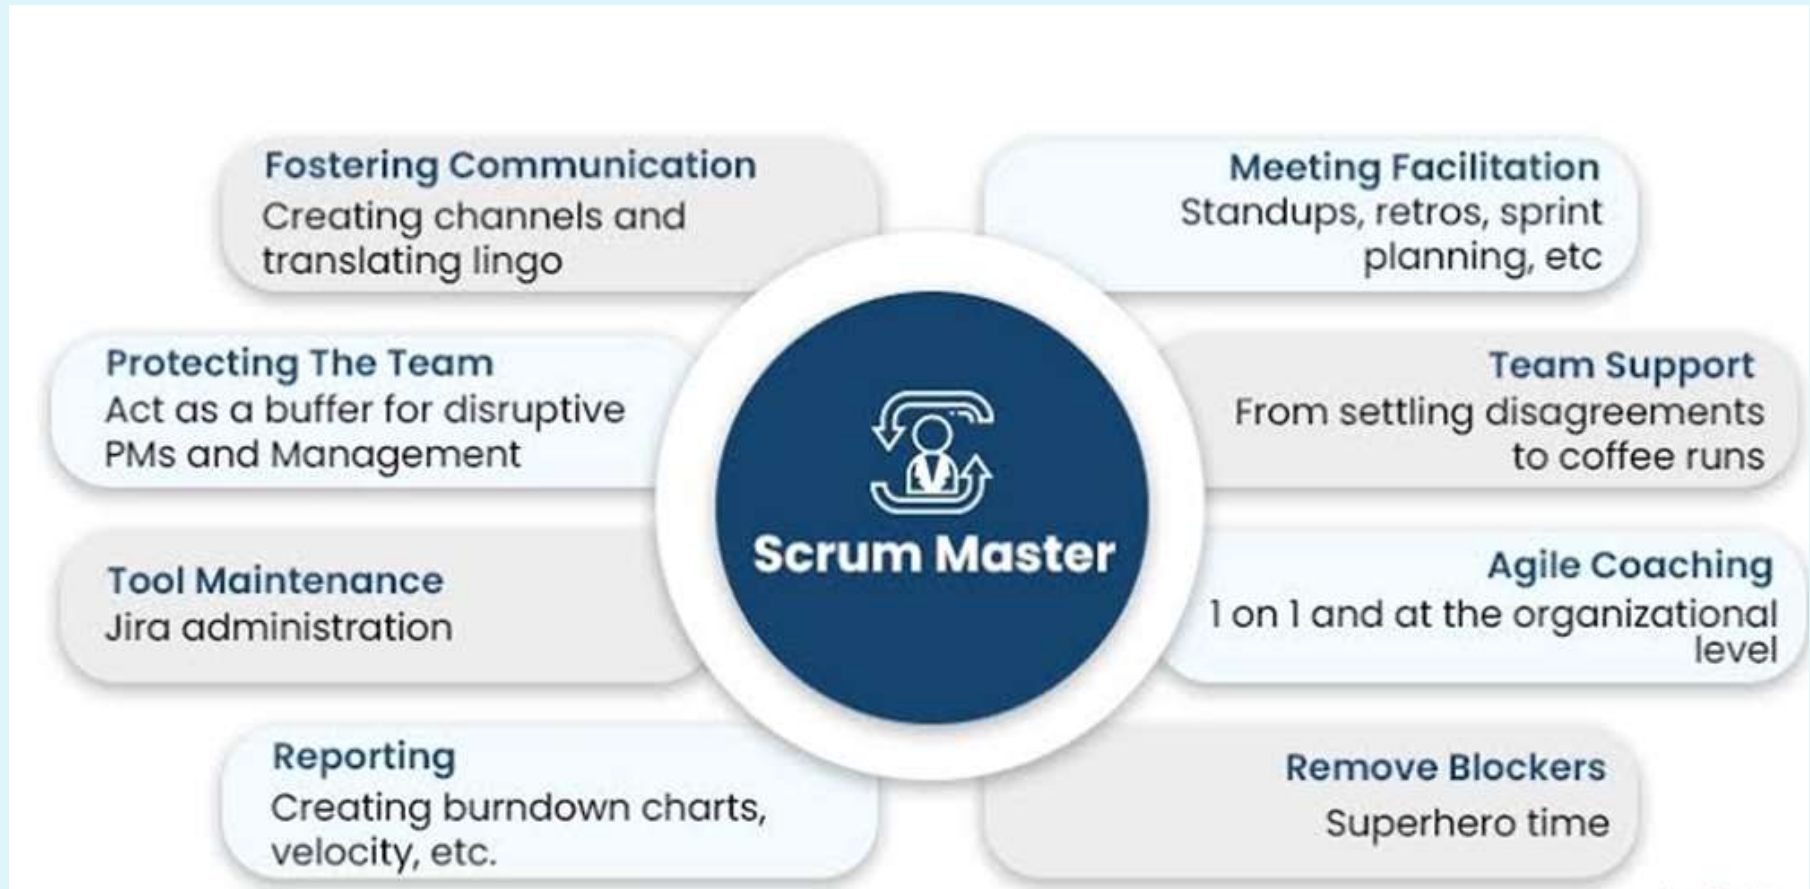 Fostering Communication
Creating channels and
translating lingo
Protecting The Team
Act as a buffer for disruptive
PMs and Management
Tool Maintenance
Jira administration
Reporting
Creating burndown charts,
velocity, etc.
Scrum Master
Meeting Facilitation
Standups, retros, sprint
planning, etc
Team Support
From settling disagreements
to coffee runs
Agile Coaching
1 on 1 and at the organizational
level
Remove Blockers
Superhero time